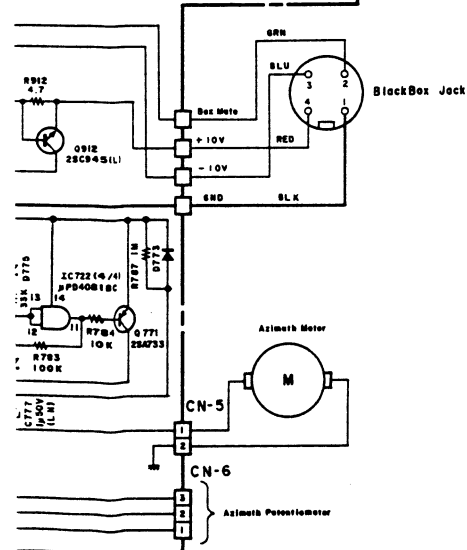 GRN
BLU
3 2
4 1
BlackBox Jack
R912
4.7
Box Mute
Q912
2SC945(L)
+10V
RED
-10V
GND
BLK
D775
33K
IC722(4/4)
μPD4081BC
R787 1M
D773
13
14
12
11
R784
10K
Q771
2SA733
R783
100K
C777
1μ50V
(LN)
Azimuth Motor
M
CN-5
1
2
CN-6
3
2
1
Azimuth Potentiometer